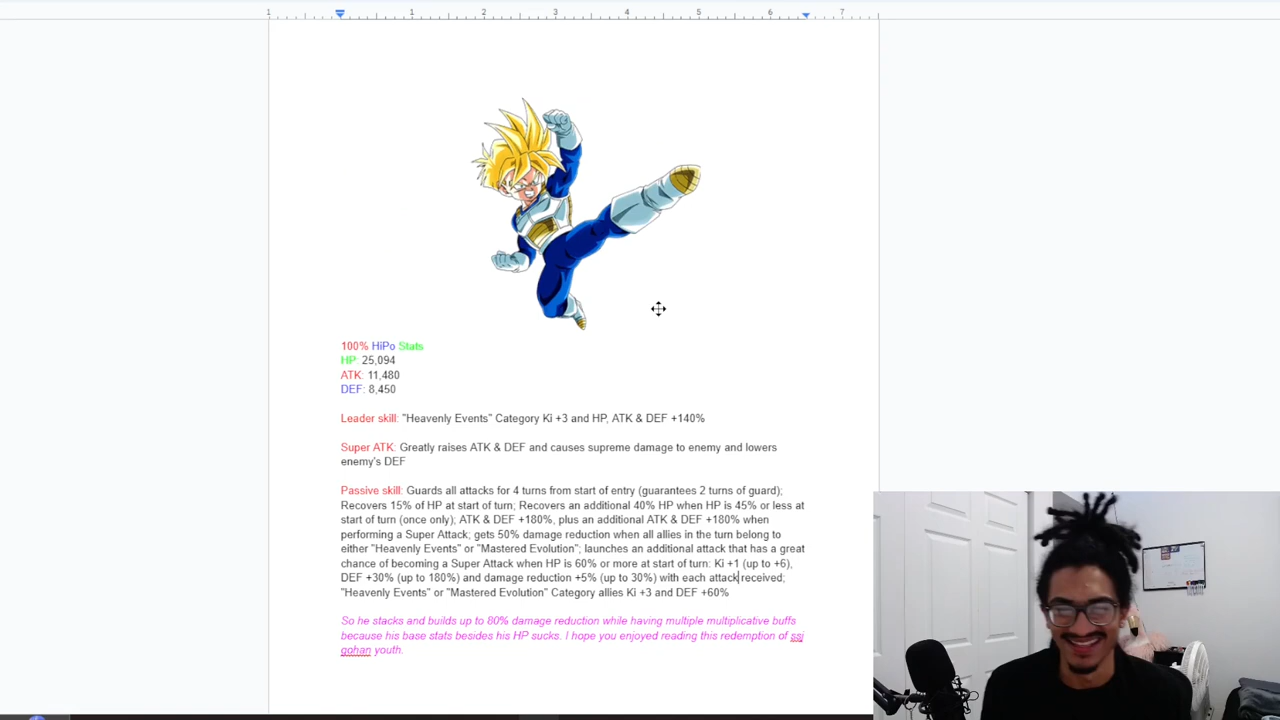 1 1 2 3 4 5 6 7
100% HiPo Stats
HP: 25,094
ATK: 11,480
DEF: 8,450
Leader skill: "Heavenly Events" Category Ki +3 and HP, ATK & DEF +140%
Super ATK: Greatly raises ATK & DEF and causes supreme damage to enemy and lowers
enemy's DEF
Passive skill: Guards all attacks for 4 turns from start of entry (guarantees 2 turns of guard);
Recovers 15% of HP at start of turn; Recovers an additional 40% HP when HP is 45% or less at
start of turn (once only); ATK & DEF +180%, plus an additional ATK & DEF +180% when
performing a Super Attack; gets 50% damage reduction when all allies in the turn belong to
either "Heavenly Events" or "Mastered Evolution"; launches an additional attack that has a great
chance of becoming a Super Attack when HP is 60% or more at start of turn: Ki +1 (up to +6),
DEF +30% (up to 180%) and damage reduction +5% (up to 30%) with each attack received;
"Heavenly Events" or "Mastered Evolution" Category allies Ki +3 and DEF +60%
So he stacks and builds up to 80% damage reduction while having multiple multiplicative buffs
because his base stats besides his HP sucks. I hope you enjoyed reading this redemption of ssj
gohan youth.